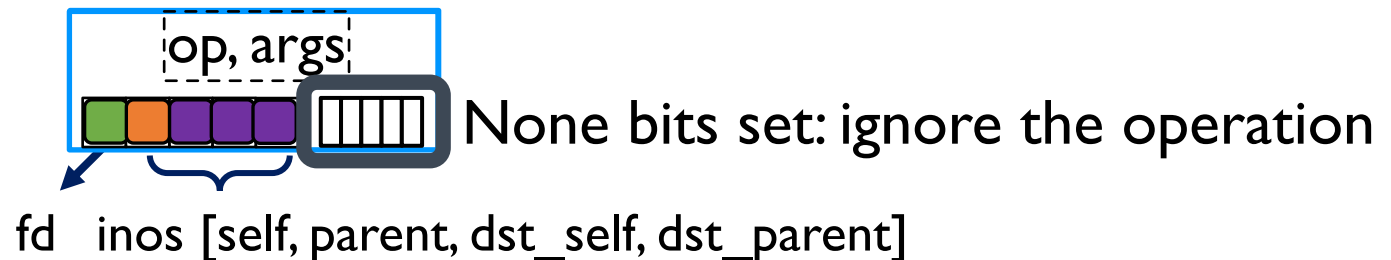 op, args
None bits set: ignore the operation
fd inos [self, parent, dst_self, dst_parent]